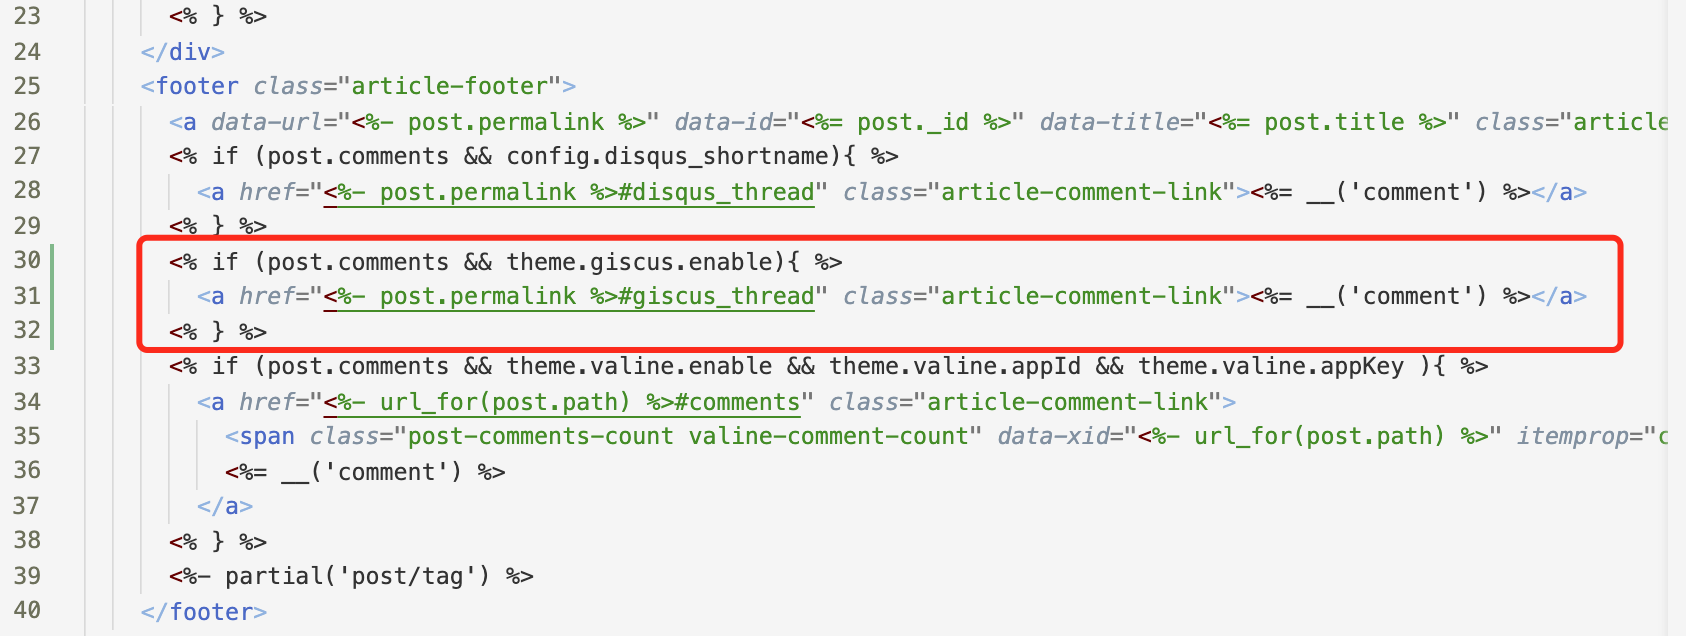 23 <% } %>
24 </div>
25 <footer class="article-footer">
26 <a data-url="<%- post.permalink %>" data-id="<%= post._id %>" data-title="<%= post.title %>" class="article
27 <% if (post.comments && config.disqus_shortname){ %>
28 <a href="<%- post.permalink %>#disqus_thread" class="article-comment-link"><%= __('comment') %></a>
29 <% } %>
30 <% if (post.comments && theme.giscus.enable){ %>
31 <a href="<%- post.permalink %>#giscus_thread" class="article-comment-link"><%= __('comment') %></a>
32 <% } %>
33 <% if (post.comments && theme.valine.enable && theme.valine.appId && theme.valine.appKey ){ %>
34 <a href="<%- url_for(post.path) %>#comments" class="article-comment-link">
35 <span class="post-comments-count valine-comment-count" data-xid="<%- url_for(post.path) %>" itemprop="c
36 <%= __('comment') %>
37 </a>
38 <% } %>
39 <%- partial('post/tag') %>
40 </footer>